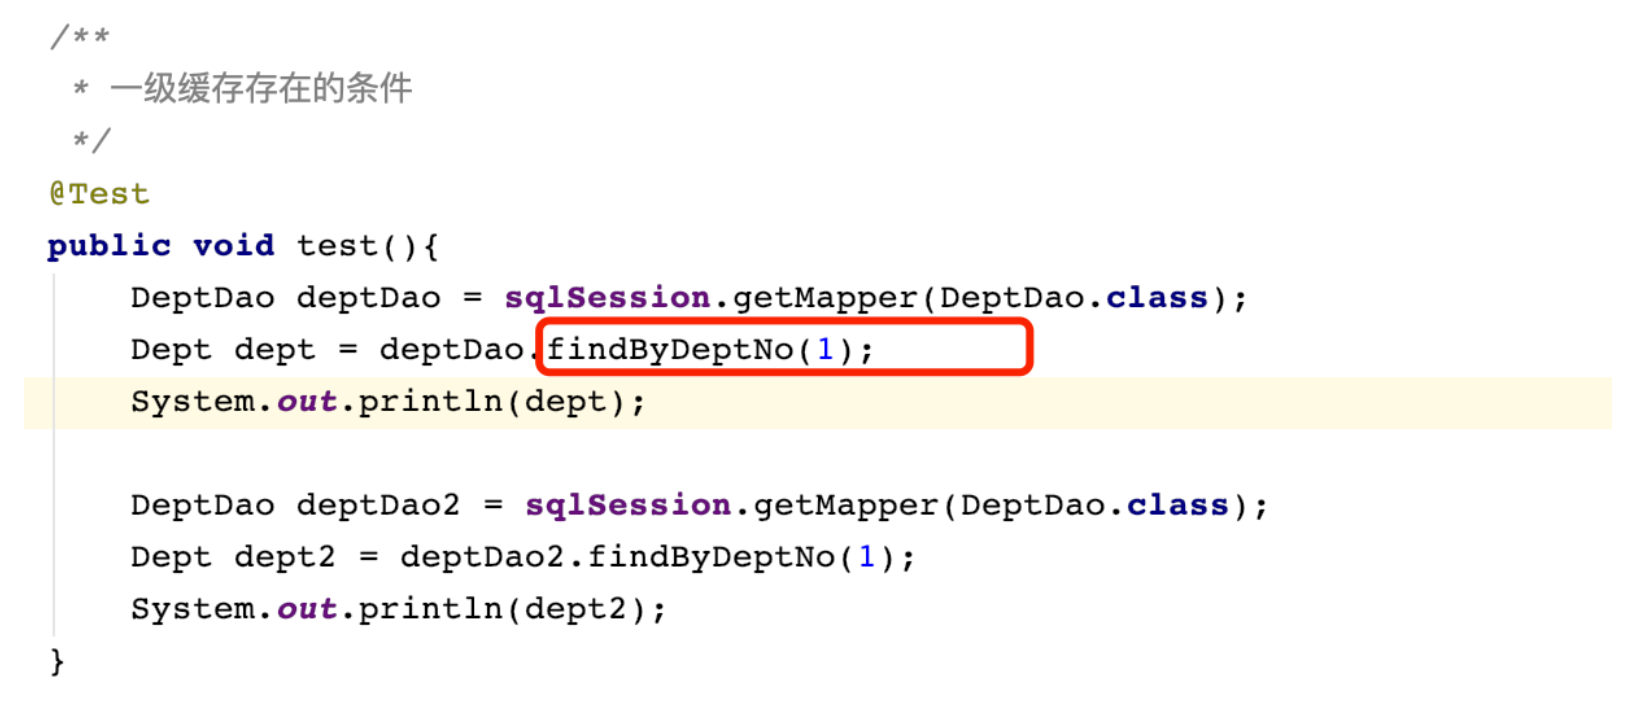 /**
* 一级缓存存在的条件
*/
@Test
public void test(){
DeptDao deptDao = sqlSession.getMapper(DeptDao.class);
Dept dept = deptDao.findByDeptNo(1);
System.out.println(dept);
DeptDao deptDao2 = sqlSession.getMapper(DeptDao.class);
Dept dept2 = deptDao2.findByDeptNo(1);
System.out.println(dept2);
}